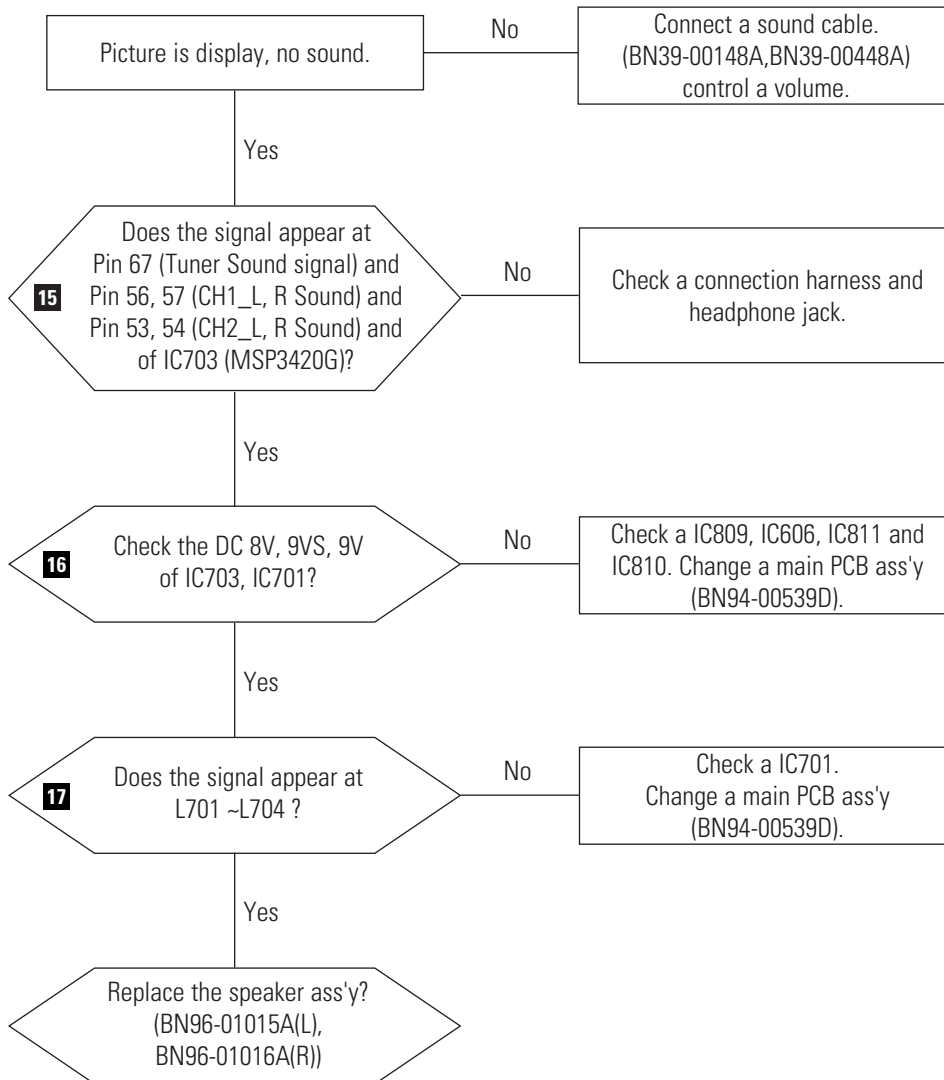 Picture is display, no sound.
No
Connect a sound cable.
(BN39-00148A,BN39-00448A)
control a volume.
Yes
Does the signal appear at
Pin 67 (Tuner Sound signal) and
Pin 56, 57 (CH1_L, R Sound) and
Pin 53, 54 (CH2_L, R Sound) and
of IC703 (MSP3420G)?
15
No
Check a connection harness and
headphone jack.
Yes
Check the DC 8V, 9VS, 9V
of IC703, IC701?
16
No
Check a IC809, IC606, IC811 and
IC810. Change a main PCB ass'y
(BN94-00539D).
Yes
Does the signal appear at
L701 ~L704 ?
17
No
Check a IC701.
Change a main PCB ass'y
(BN94-00539D).
Yes
Replace the speaker ass'y?
(BN96-01015A(L),
BN96-01016A(R))